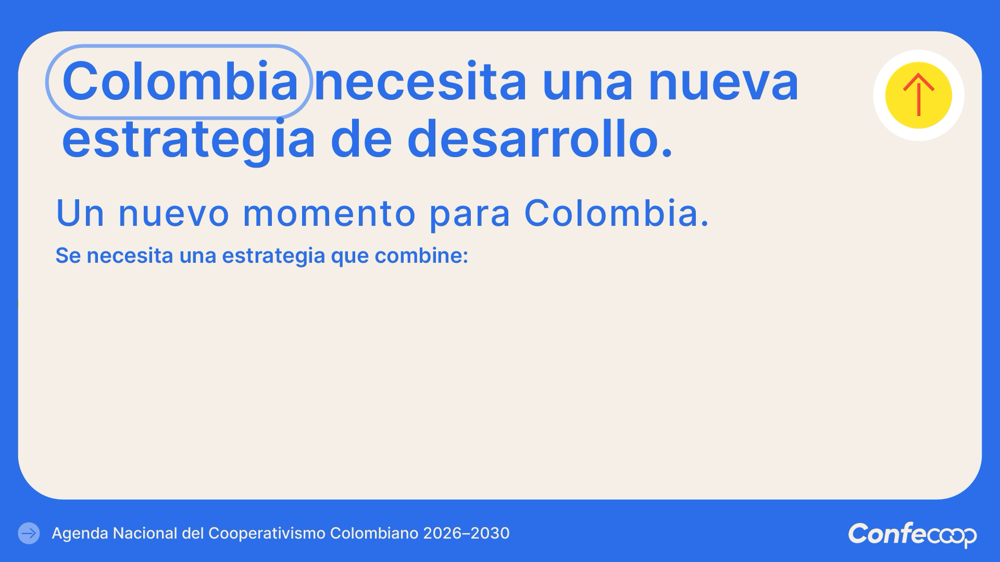 Colombia necesita una nueva
estrategia de desarrollo.
Un nuevo momento para Colombia.
Se necesita una estrategia que combine:
Agenda Nacional del Cooperativismo Colombiano 2026–2030
Confecoop